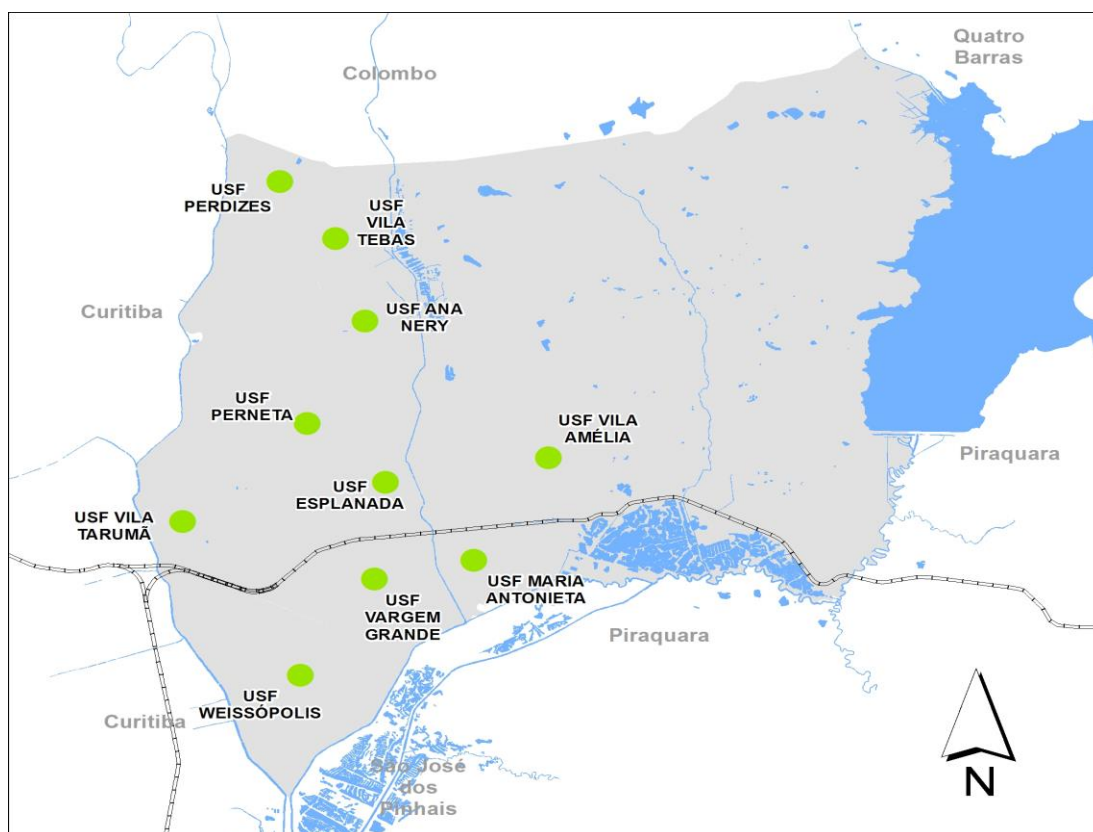 Quatro
Barras
Colombo
USF
PERDIZES
USF
VILA
TEBAS
Curitiba
USF ANA
NERY
USF
PERNETA
USF VILA
AMÉLIA
Piraquara
USF
ESPLANADA
USF VILA
TARUMÃ
USF MARIA
ANTONIETA
USF
VARGEM
GRANDE
Piraquara
USF
WEISSÓPOLIS
Curitiba
São José
dos
Pinhais
N